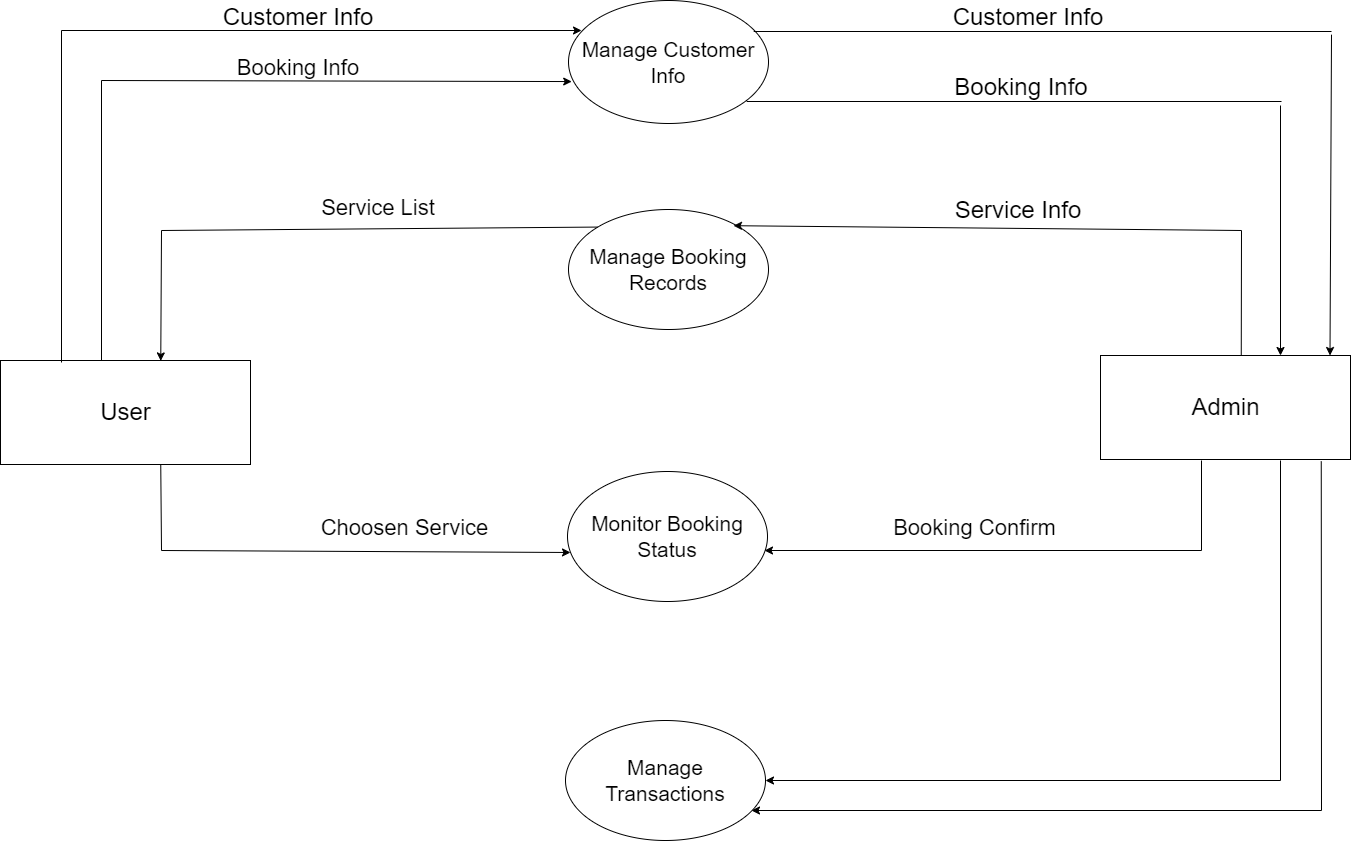 Customer Info
Customer Info
Manage Customer
Info
Booking Info
Booking Info
Service List
Service Info
Manage Booking
Records
User
Admin
Choosen Service
Monitor Booking
Status
Booking Confirm
Manage
Transactions